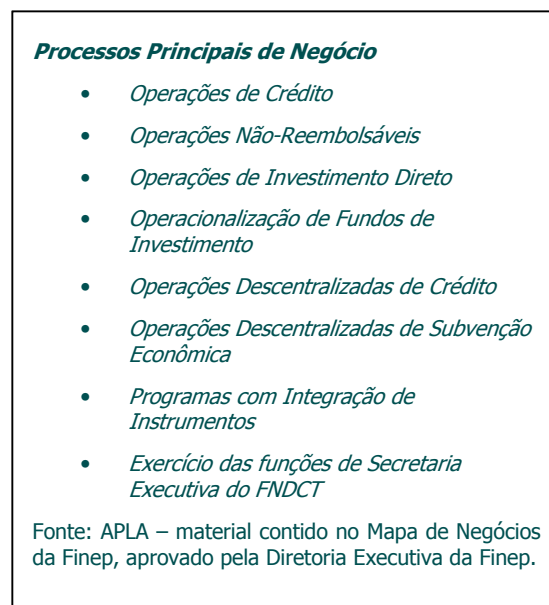 Processos Principais de Negócio
• Operações de Crédito
• Operações Não-Reembolsáveis
• Operações de Investimento Direto
• Operacionalização de Fundos de
Investimento
• Operações Descentralizadas de Crédito
• Operações Descentralizadas de Subvenção
Econômica
• Programas com Integração de
Instrumentos
• Exercício das funções de Secretaria
Executiva do FNDCT
Fonte: APLA – material contido no Mapa de Negócios
da Finep, aprovado pela Diretoria Executiva da Finep.